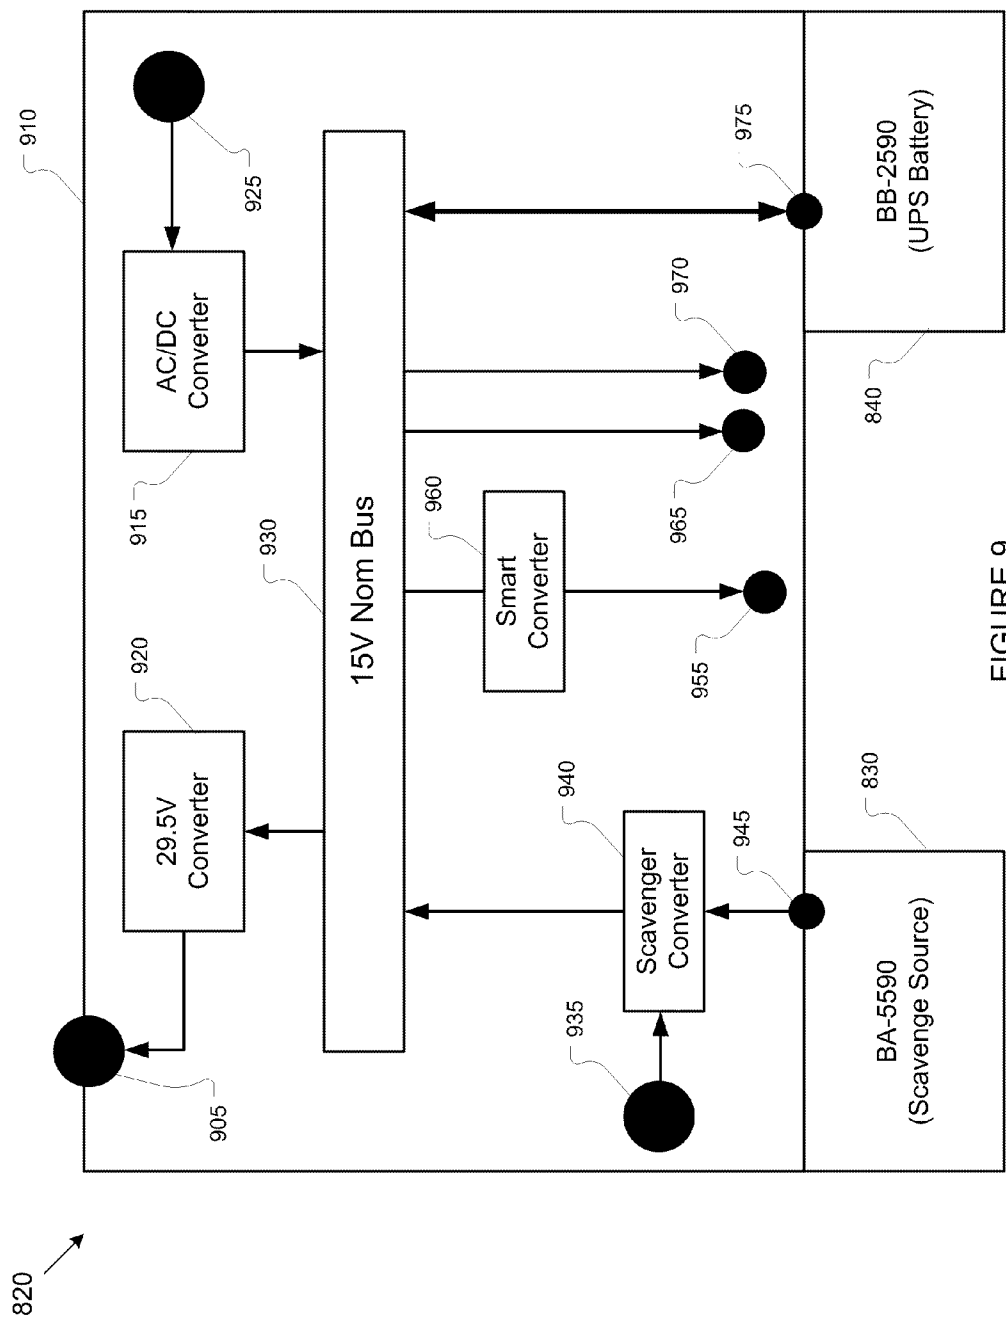 820
910
29.5V
Converter
920
915
AC/DC
Converter
905
925
930
15V Nom Bus
960
Smart
Converter
935
940
Scavenger
Converter
945
955
965
970
975
BA-5590
(Scavenge Source)
830
840
BB-2590
(UPS Battery)
FIGURE 9